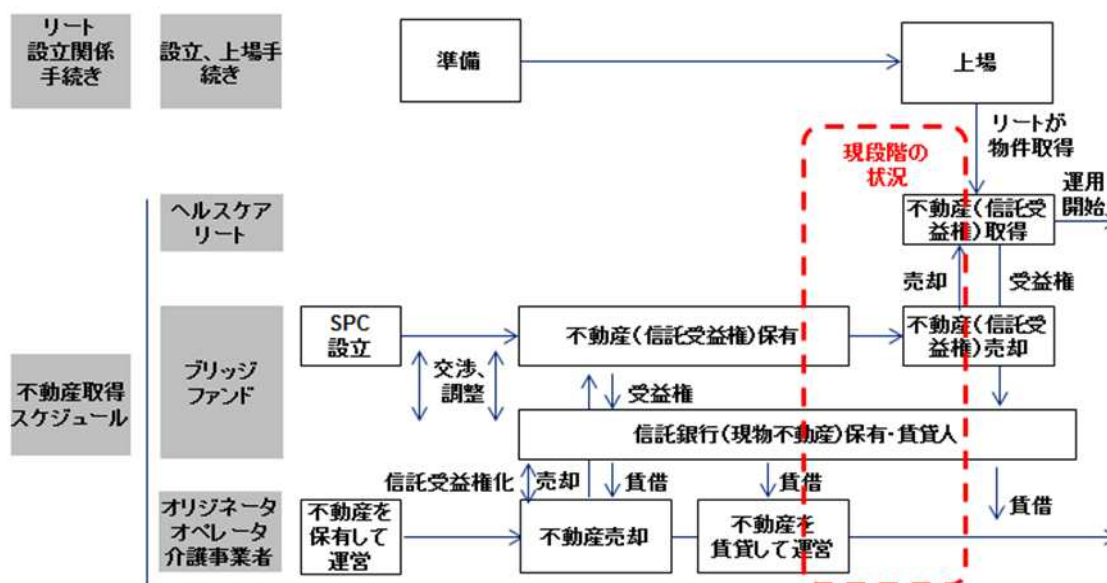 リート
設立関係
手続き
設立、上場手
続き
準備
上場
リートが
物件取得
現段階の
状況
運用
開始
ヘルスケア
リート
不動産(信託受
益権)取得
売却
受益権
SPC
設立
不動産(信託受益権)保有
不動産(信託受
益権)売却
不動産取得
スケジュール
ブリッジ
ファンド
交渉、
調整
受益権
信託銀行(現物不動産)保有・賃貸人
信託受益権化
売却
賃借
賃借
賃借
オリジネータ
オペレータ
介護事業者
不動産を
保有して
運営
不動産売却
不動産を
賃貸して運営